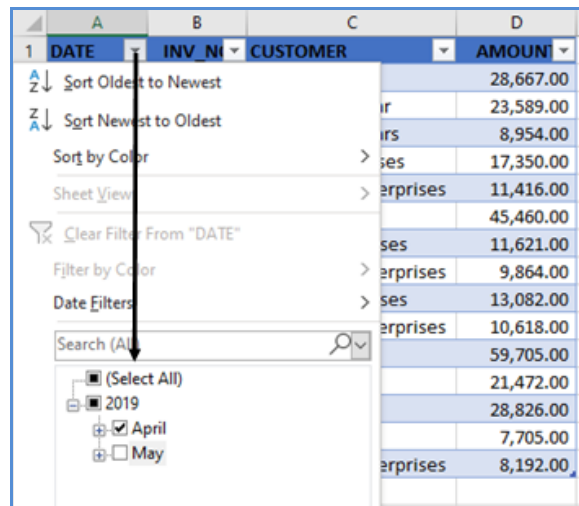 A B C D
1 DATE INV_N CUSTOMER AMOUNT
Sort Oldest to Newest
Sort Newest to Oldest
Sort by Color
Sheet View
Clear Filter From "DATE"
Filter by Color
Date Filters
Search (Al
(Select All)
2019
April
May
28,667.00
ar 23,589.00
ars 8,954.00
ses 17,350.00
erprises 11,416.00
45,460.00
ses 11,621.00
erprises 9,864.00
ses 13,082.00
erprises 10,618.00
59,705.00
21,472.00
28,826.00
7,705.00
erprises 8,192.00